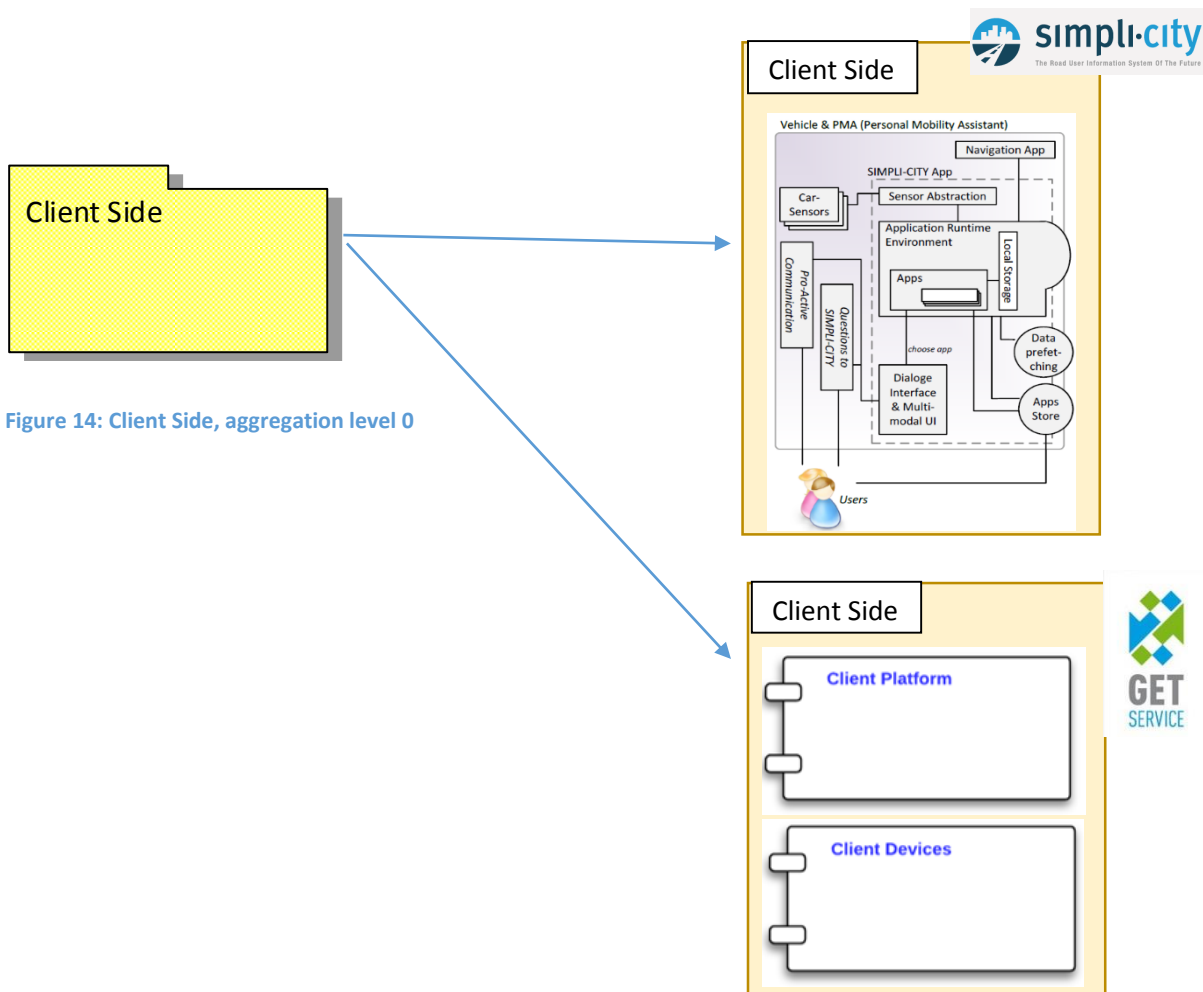 Client Side
Figure 14: Client Side, aggregation level 0
simpli·city
The Road User Information System Of The Future
Client Side
Vehicle & PMA (Personal Mobility Assistant)
Navigation App
SIMPLI-CITY App
Car-
Sensors
Sensor Abstraction
Application Runtime
Environment
Local Storage
Apps
Pro-Active
Communication
Questions to
SIMPLI-CITY
choose app
Data
prefet-
ching
Dialoge
Interface
& Multi-
modal UI
Apps
Store
Users
Client Side
Client Platform
Client Devices
GET
SERVICE